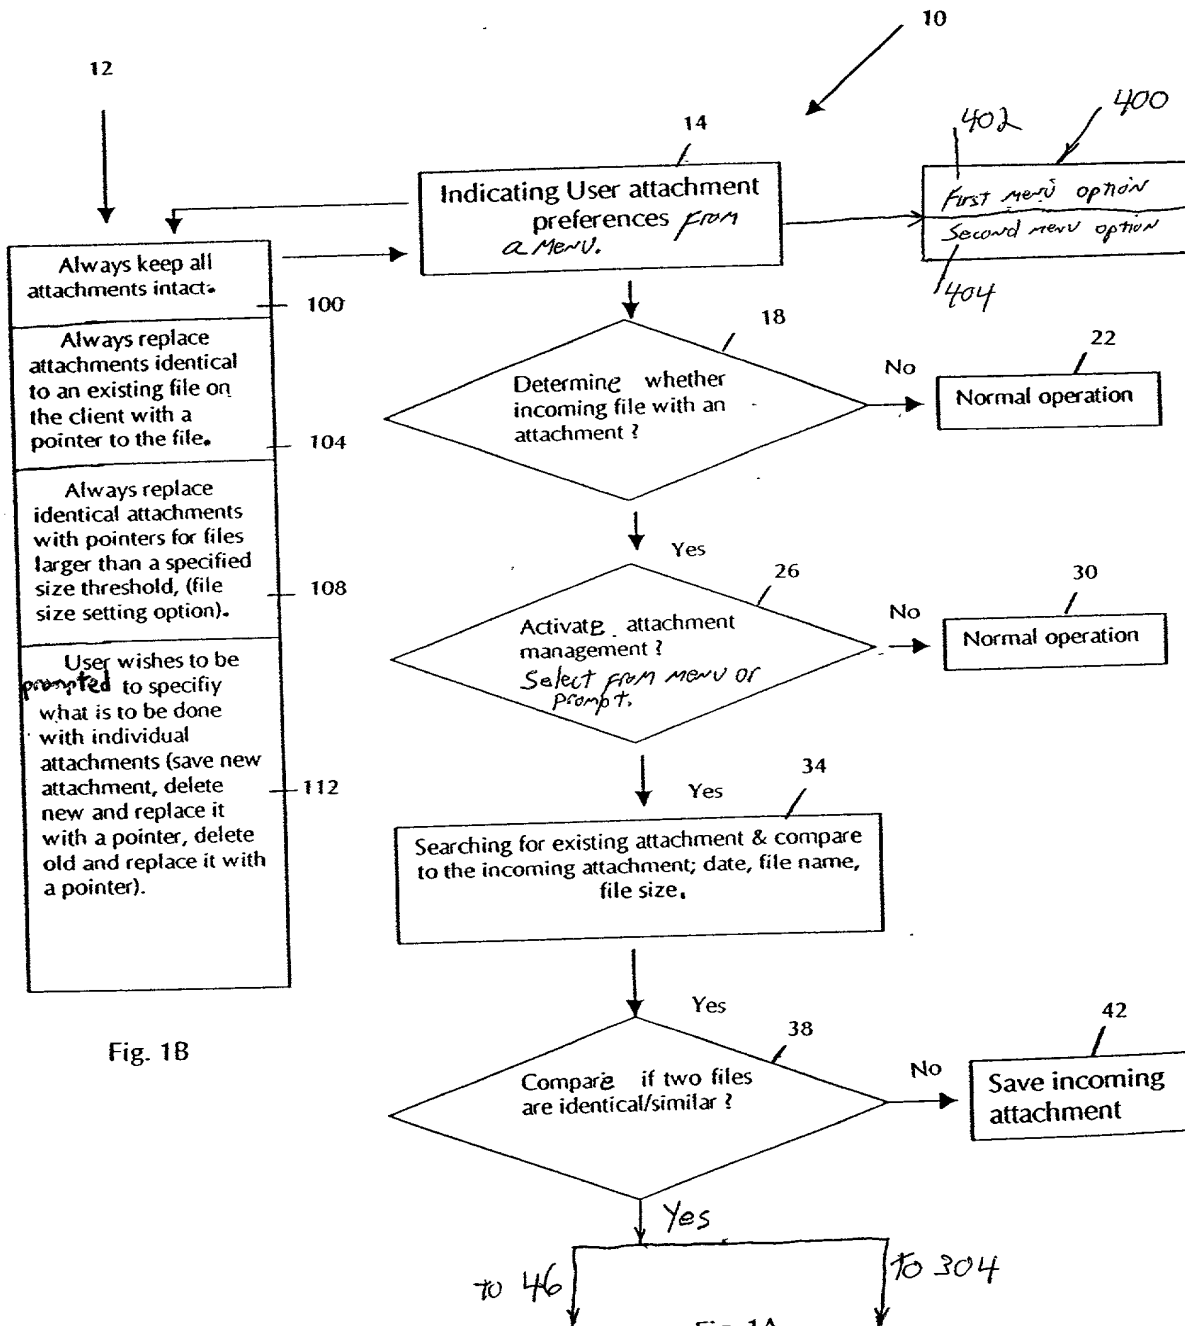 10
12
14
402
400
Indicating User attachment
preferences From
a Menu.
First menu option
Second menu option
404
Always keep all
attachments intact.
100
Always replace
attachments identical
to an existing file on
the client with a
pointer to the file.
104
Always replace
identical attachments
with pointers for files
larger than a specified
size threshold, (file
size setting option).
108
User wishes to be
prompted to specifiy
what is to be done
with individual
attachments (save new
attachment, delete
new and replace it
with a pointer, delete
old and replace it with
a pointer).
112
Fig. 1B
18
Determine whether
incoming file with an
attachment ?
No
22
Normal operation
Yes
26
Activate attachment
management ?
Select From menu or
Prompt.
No
30
Normal operation
Yes
34
Searching for existing attachment & compare
to the incoming attachment; date, file name,
file size.
Yes
38
Compare if two files
are identical/similar ?
No
42
Save incoming
attachment
Yes
to 46
to 304
Fig. 1A